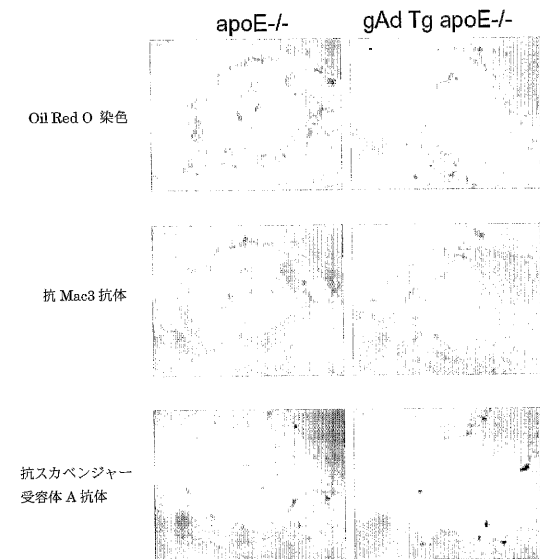 apoE-/-
gAd Tg apoE-/-
Oil Red O 染色
抗 Mac3 抗体
抗スカベンジャー
受容体 A 抗体